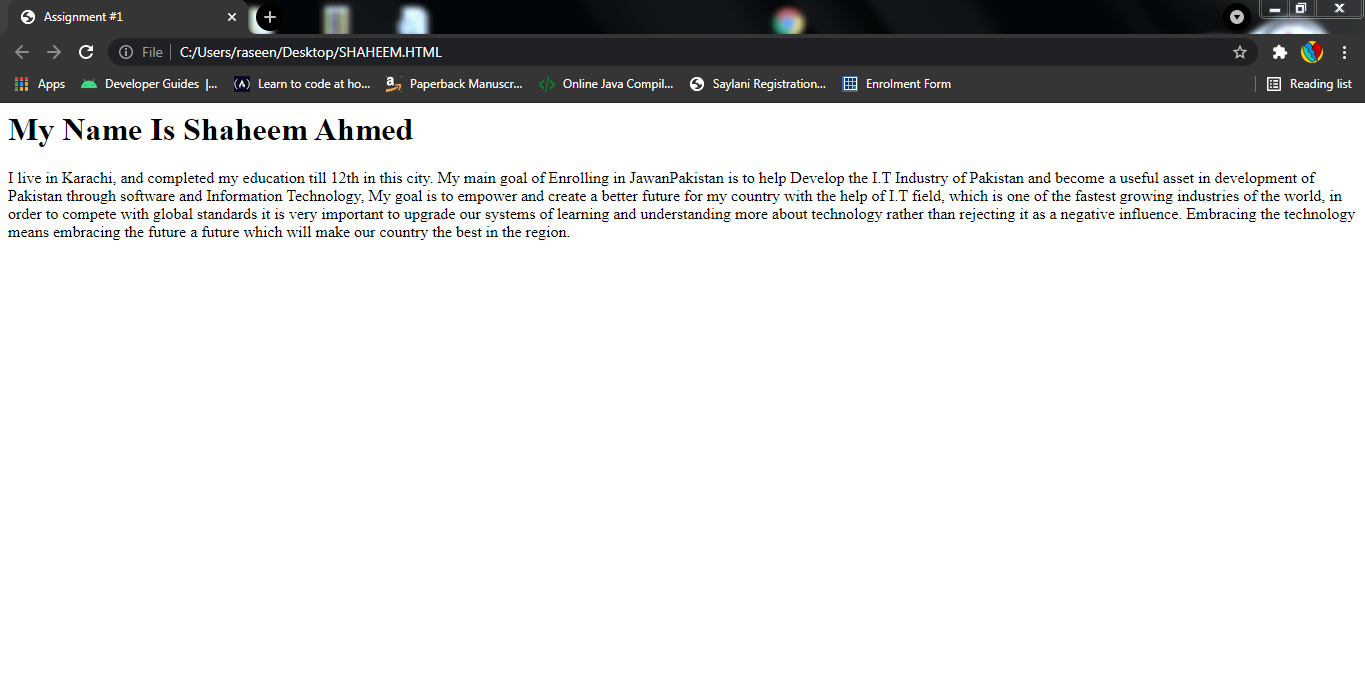 Assignment #1
File C:/Users/raseen/Desktop/SHAHEEM.HTML
Apps Developer Guides |... Learn to code at ho... Paperback Manuscr... Online Java Compil... Saylani Registration... Enrolment Form Reading list
My Name Is Shaheem Ahmed
I live in Karachi, and completed my education till 12th in this city. My main goal of Enrolling in JawanPakistan is to help Develop the I.T Industry of Pakistan and become a useful asset in development of
Pakistan through software and Information Technology, My goal is to empower and create a better future for my country with the help of I.T field, which is one of the fastest growing industries of the world, in
order to compete with global standards it is very important to upgrade our systems of learning and understanding more about technology rather than rejecting it as a negative influence. Embracing the technology
means embracing the future a future which will make our country the best in the region.